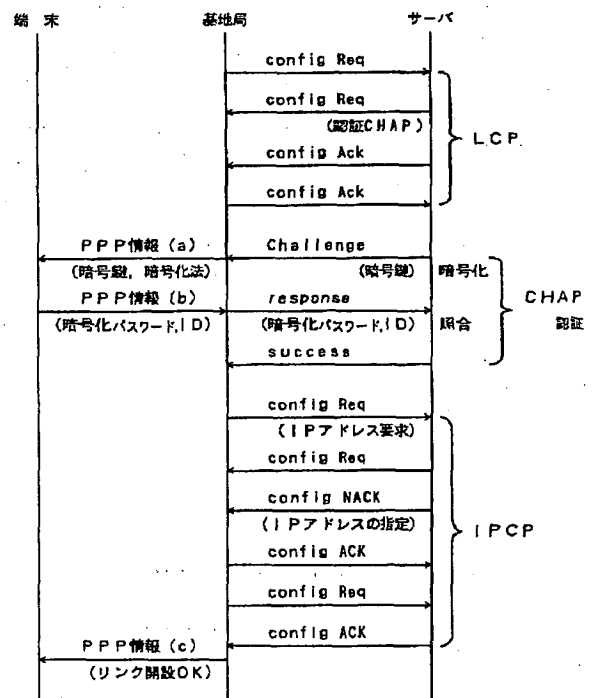 端 末 基地局 サーバ
config Req
config Req
(認証CHAP)
LCP
config Ack
config Ack
PPP情報(a) Challenge
(暗号鍵,暗号化法) (暗号鍵) 暗号化
PPP情報(b) response CHAP
(暗号化パスワード,ID) (暗号化パスワード,ID) 照合 認証
success
config Req
(IPアドレス要求)
config Req
config NACK
(IPアドレスの指定) IPCP
config ACK
config Req
config ACK
PPP情報(c)
(リンク開設OK)